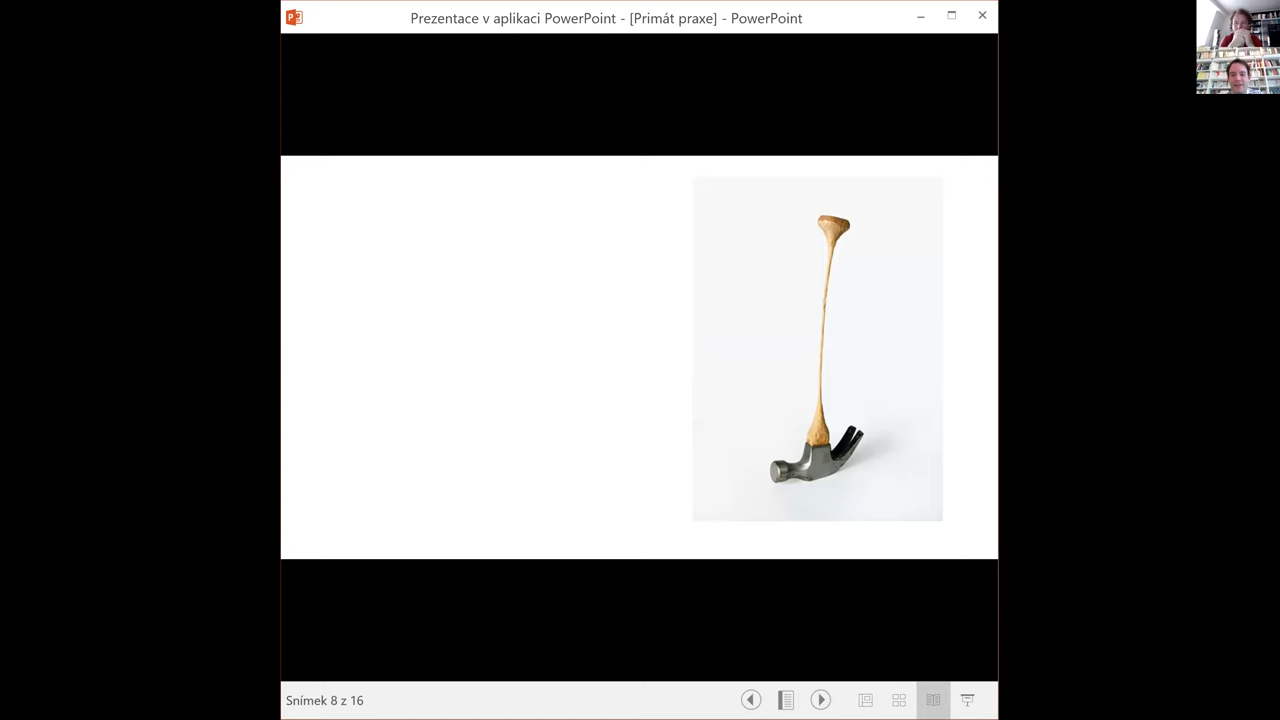 Prezentace v aplikaci PowerPoint - [Primát praxe] - PowerPoint
Snímek 8 z 16